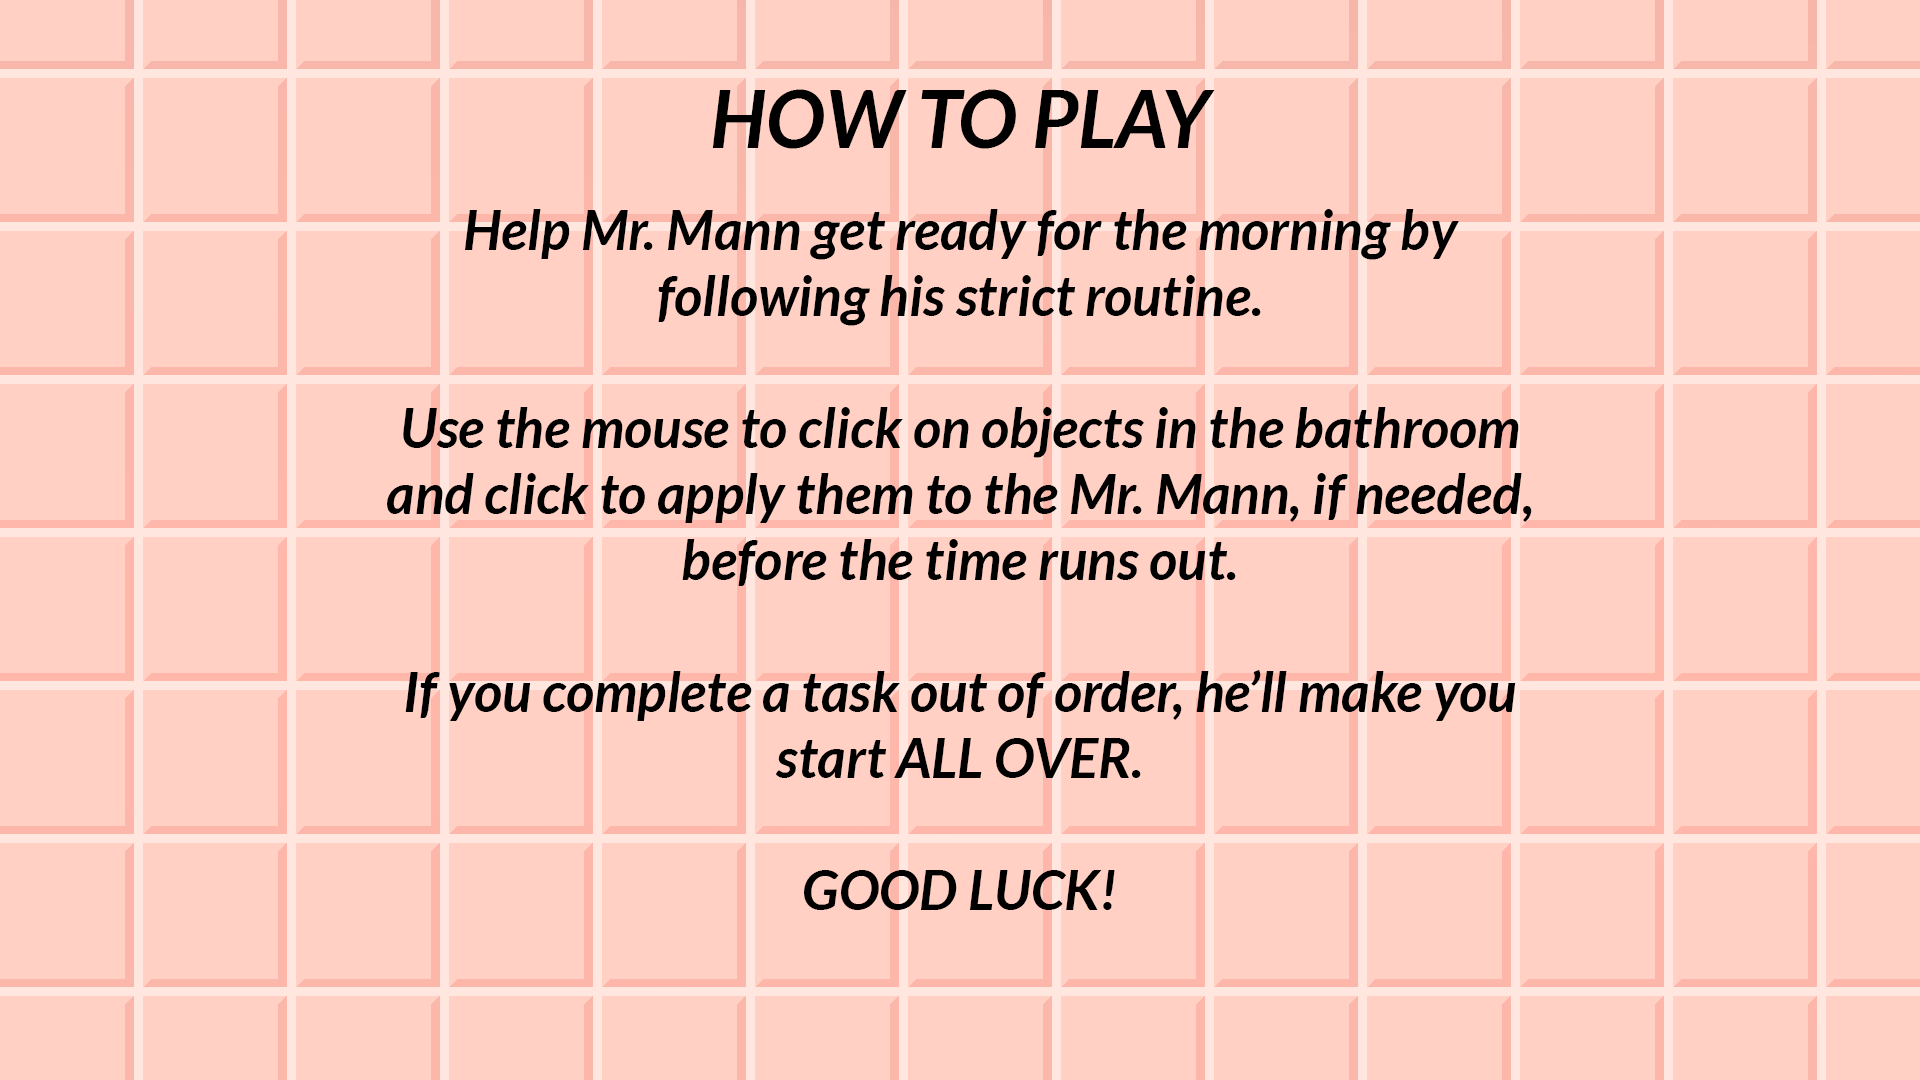 HOW TO PLAY
Help Mr. Mann get ready for the morning by
following his strict routine.
Use the mouse to click on objects in the bathroom
and click to apply them to the Mr. Mann, if needed,
before the time runs out.
If you complete a task out of order, he’ll make you
start ALL OVER.
GOOD LUCK!